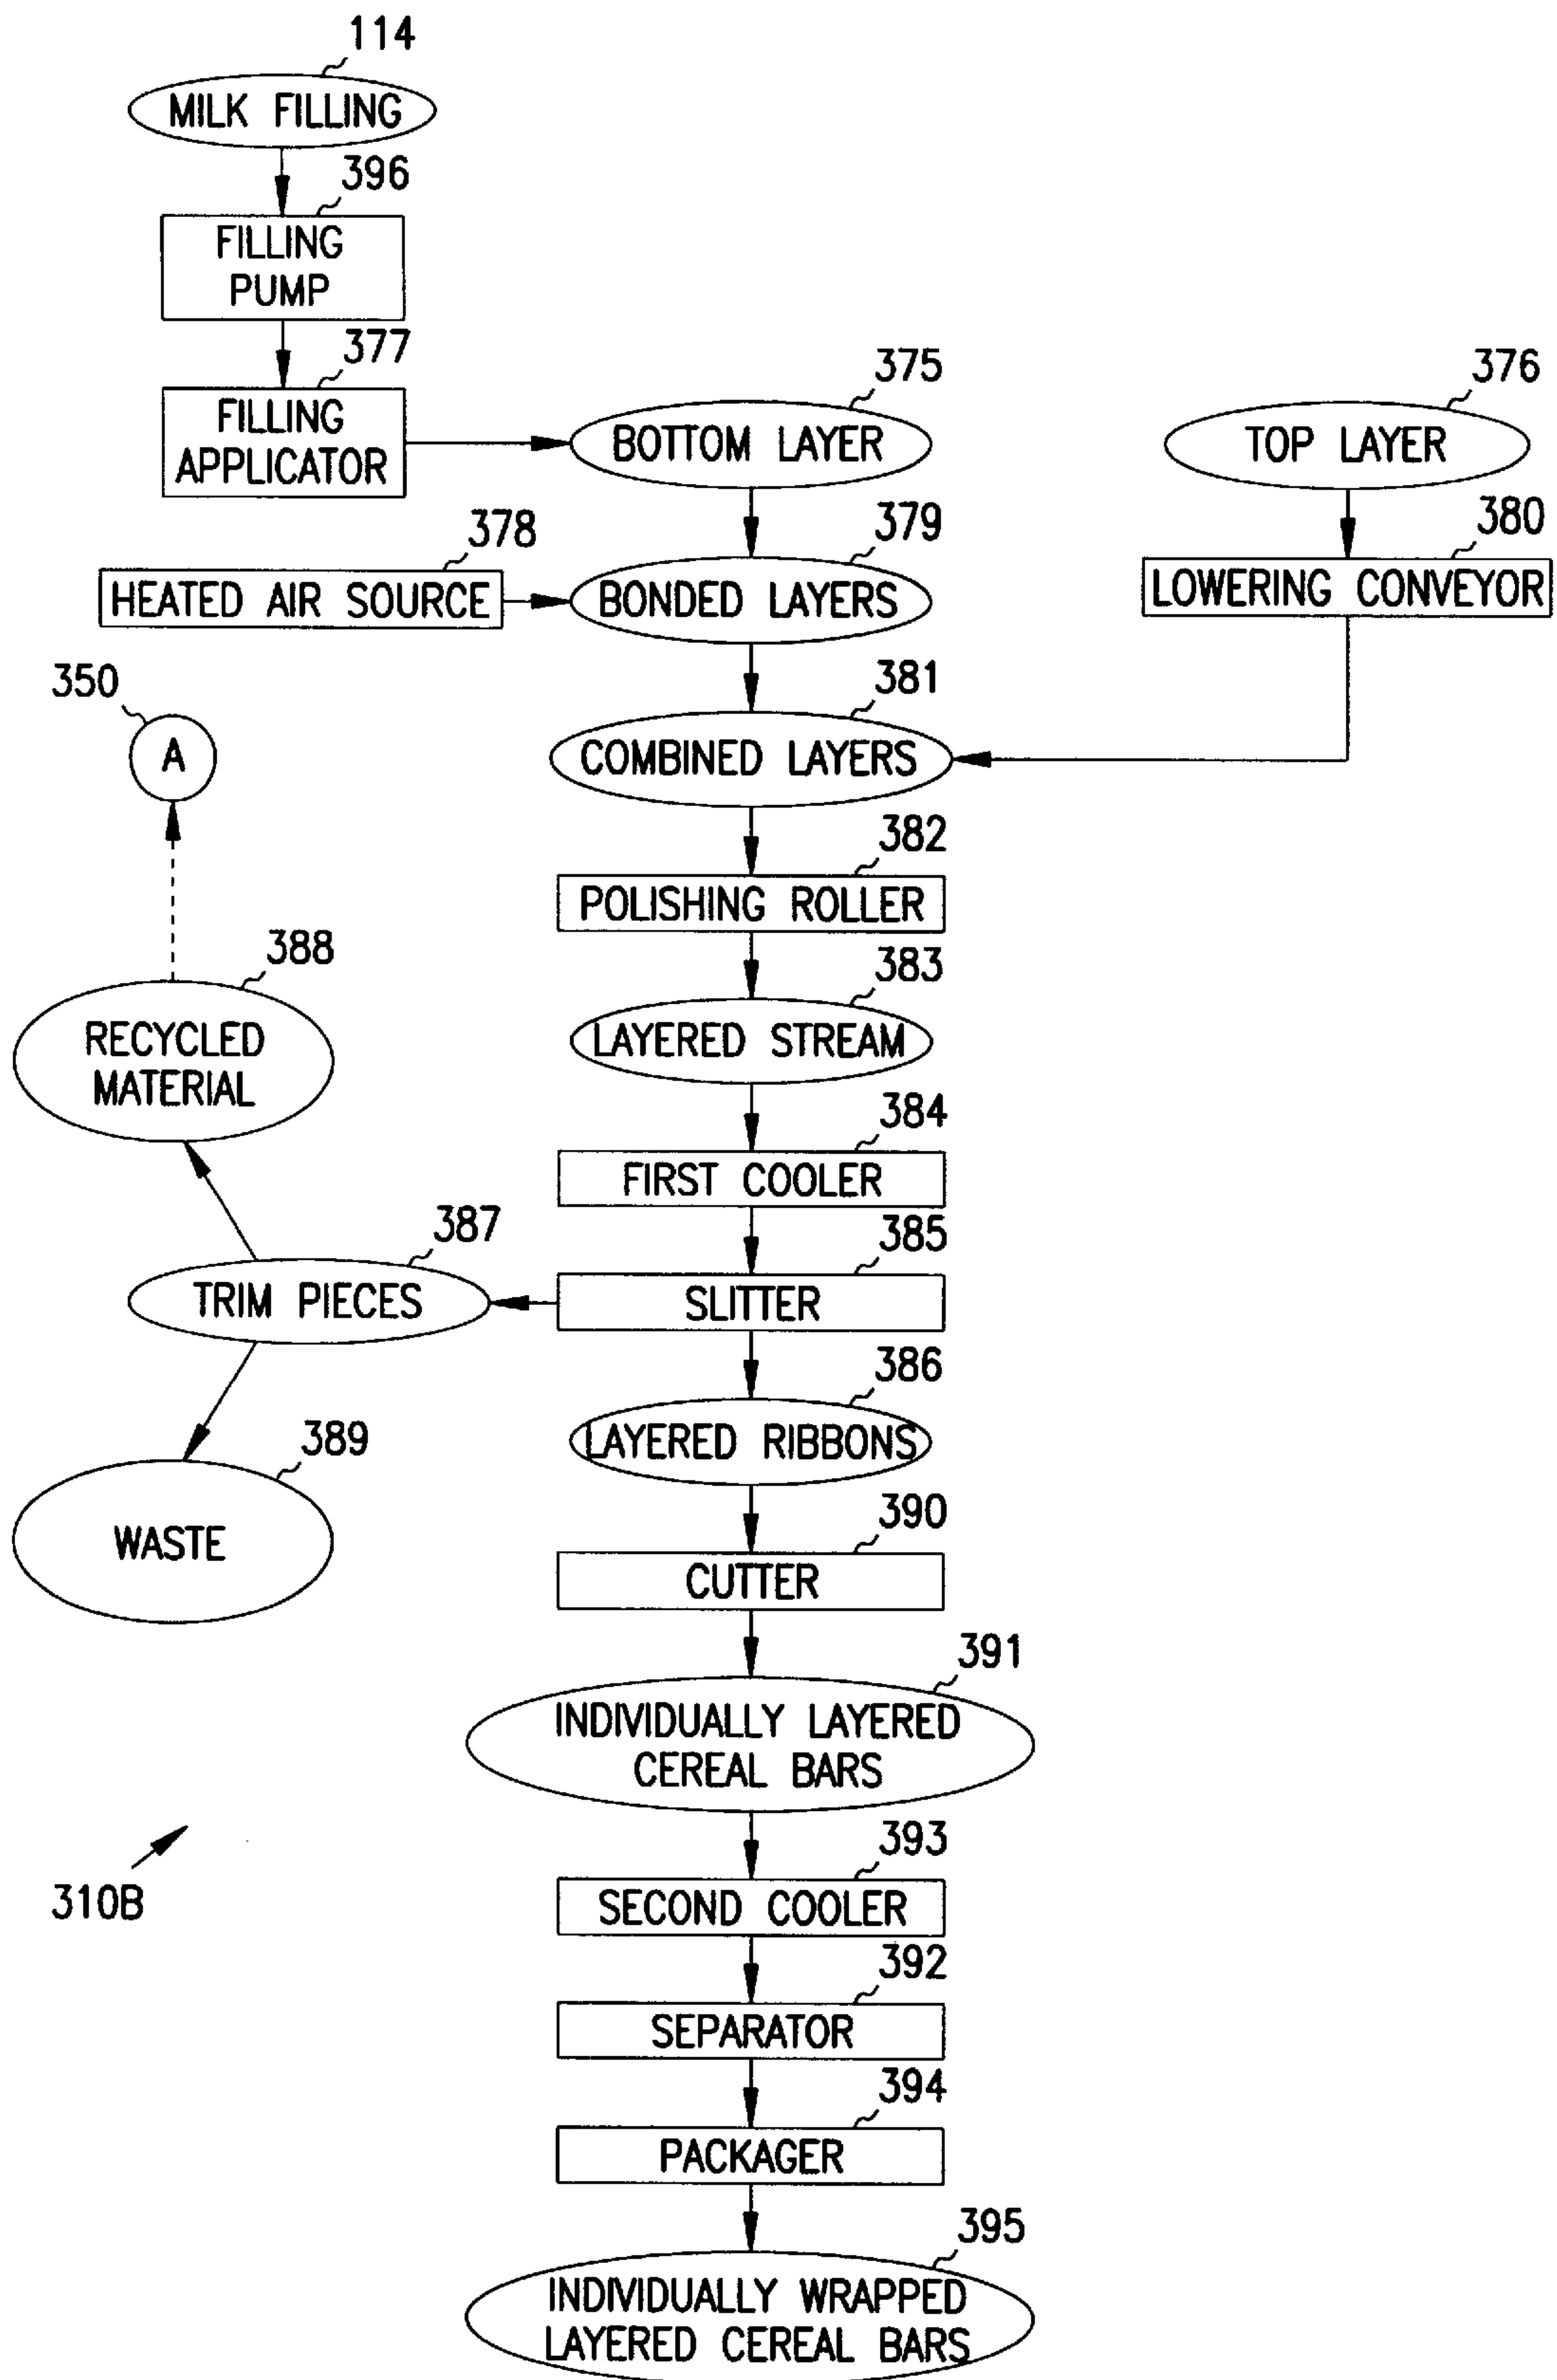 114
MILK FILLING
396
FILLING
PUMP
377
FILLING
APPLICATOR
375
BOTTOM LAYER
376
TOP LAYER
378
HEATED AIR SOURCE
379
BONDED LAYERS
380
LOWERING CONVEYOR
350
A
381
COMBINED LAYERS
382
POLISHING ROLLER
388
RECYCLED
MATERIAL
383
LAYERED STREAM
384
FIRST COOLER
387
TRIM PIECES
385
SLITTER
386
LAYERED RIBBONS
389
WASTE
390
CUTTER
391
INDIVIDUALLY LAYERED
CEREAL BARS
310B
393
SECOND COOLER
392
SEPARATOR
394
PACKAGER
395
INDIVIDUALLY WRAPPED
LAYERED CEREAL BARS